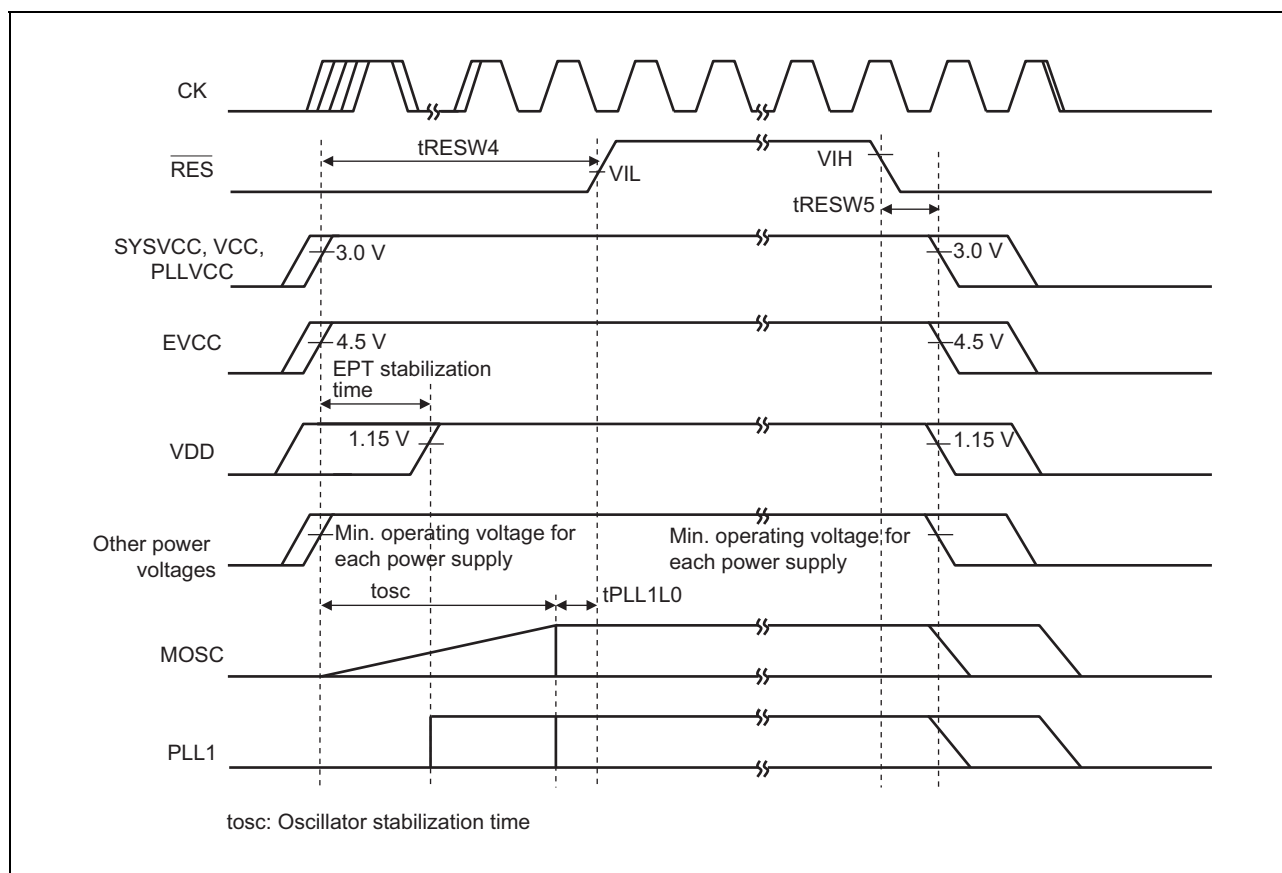 CK
tRESW4
RES
VIL
VIH
tRESW5
SYSVCC, VCC,
PLLVCC
3.0 V
3.0 V
EVCC
4.5 V
4.5 V
EPT stabilization
time
VDD
1.15 V
1.15 V
Other power
voltages
Min. operating voltage for
each power supply
Min. operating voltage for
each power supply
tosc
tPLL1L0
MOSC
PLL1
tosc: Oscillator stabilization time